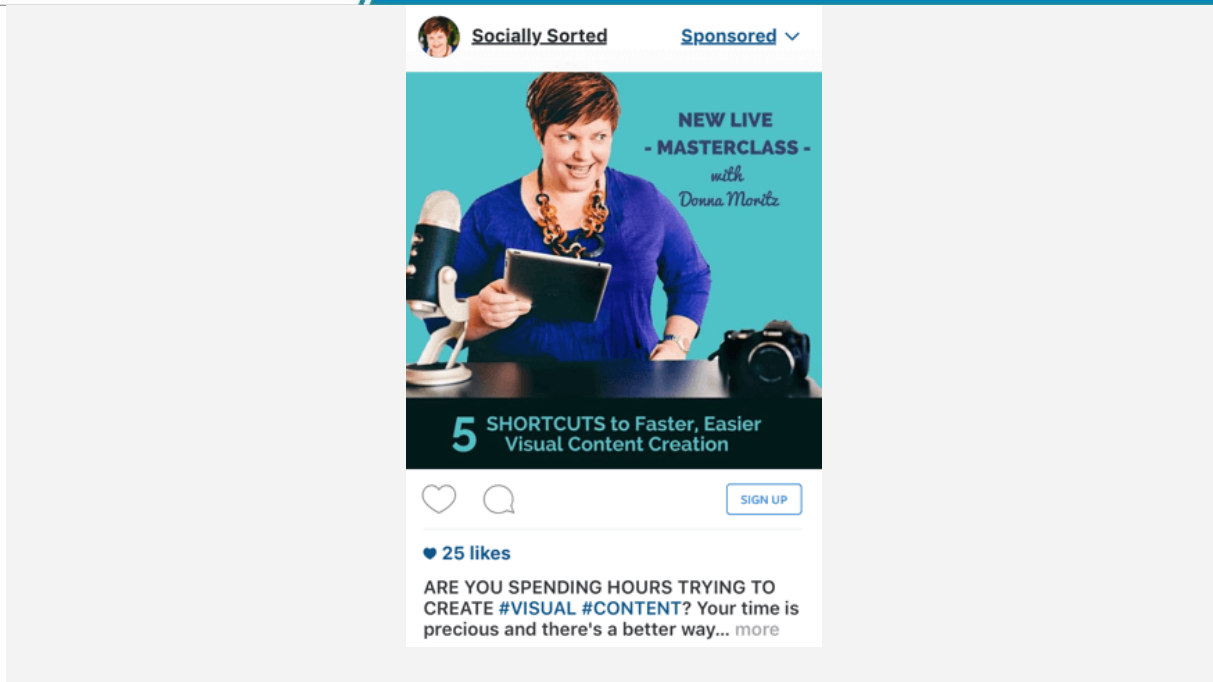 Socially Sorted Sponsored
NEW LIVE
- MASTERCLASS -
with
Donna Moritz
5 SHORTCUTS to Faster, Easier
Visual Content Creation
SIGN UP
25 likes
ARE YOU SPENDING HOURS TRYING TO
CREATE #VISUAL #CONTENT? Your time is
precious and there's a better way... more